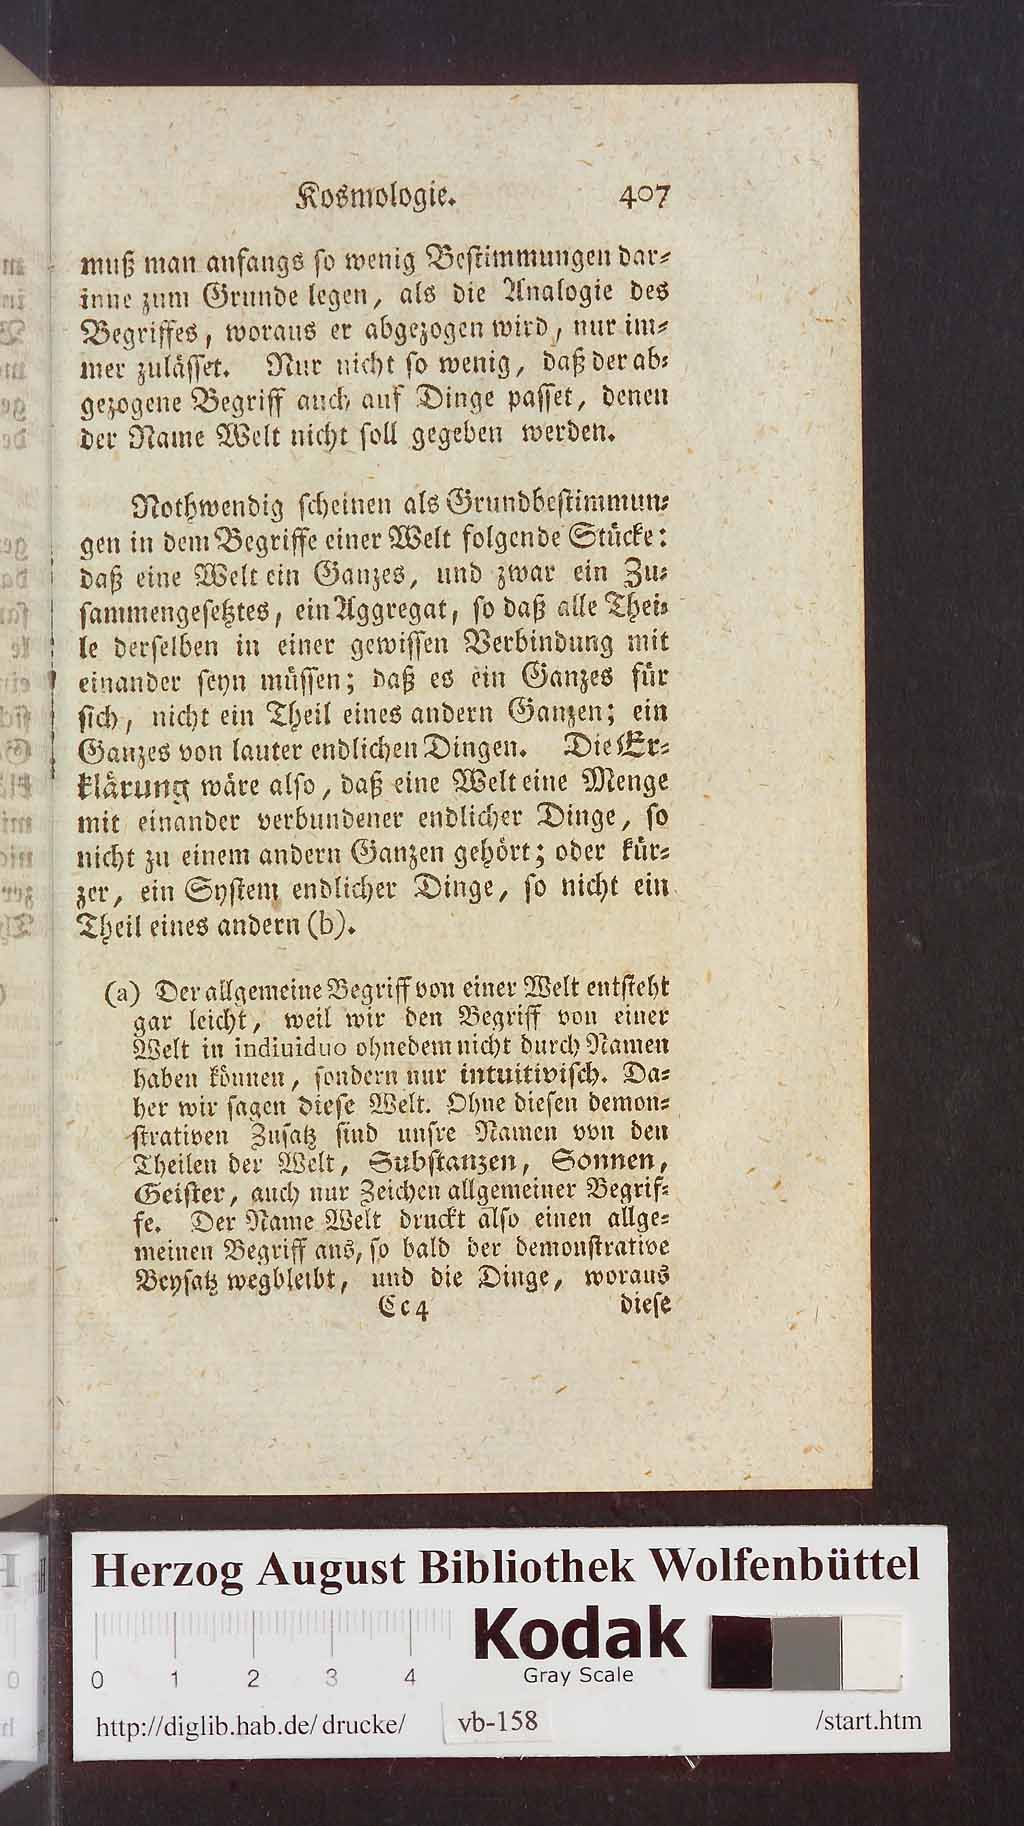 Kosmologie. 407
muß man anfangs so wenig Bestimmungen dar-
inne zum Grunde legen, als die Analogie des
Begriffes, woraus er abgezogen wird, nur im-
mer zulässet. Nur nicht so wenig, daß der ab-
gezogene Begriff auch auf Dinge passet, denen
der Name Welt nicht soll gegeben werden.
Nothwendig scheinen als Grundbestimmun-
gen in dem Begriffe einer Welt folgende Stücke:
daß eine Welt ein Ganzes, und zwar ein Zu-
sammengesetztes, ein Aggregat, so daß alle Thei-
le derselben in einer gewissen Verbindung mit
einander seyn müssen; daß es ein Ganzes für
sich, nicht ein Theil eines andern Ganzen; ein
Ganzes von lauter endlichen Dingen. Die Er-
klärung wäre also, daß eine Welt eine Menge
mit einander verbundener endlicher Dinge, so
nicht zu einem andern Ganzen gehört; oder kür-
zer, ein System endlicher Dinge, so nicht ein
Theil eines andern (b).
(a) Der allgemeine Begriff von einer Welt entsteht
gar leicht, weil wir den Begriff von einer
Welt in indiuiduo ohnedem nicht durch Namen
haben können, sondern nur intuitivisch. Da-
her wir sagen diese Welt. Ohne diesen demon-
strativen Zusatz sind unsre Namen von den
Theilen der Welt, Substanzen, Sonnen,
Geister, auch nur Zeichen allgemeiner Begrif-
fe. Der Name Welt druckt also einen allge-
meinen Begriff aus, so bald der demonstrative
Beysatz wegbleibt, und die Dinge, woraus
Cc 4 diese
Herzog August Bibliothek Wolfenbüttel
Kodak
Gray Scale
0 1 2 3 4
http://diglib.hab.de/drucke/ vb-158 /start.htm